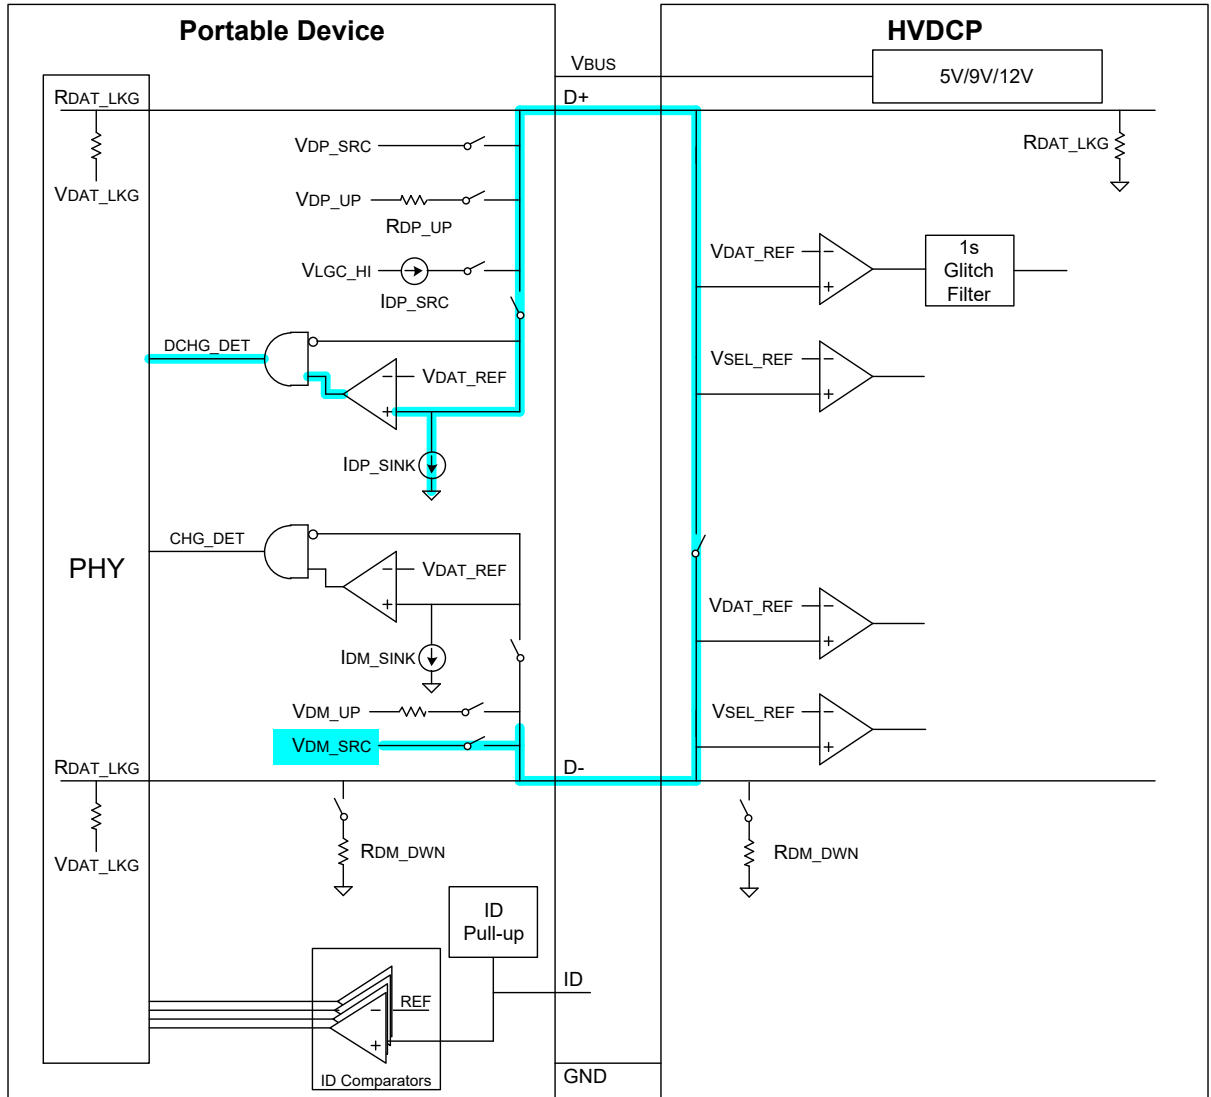 Portable Device
HVDCP
VBUS
5V/9V/12V
RDAT_LKG
D+
VDP_SRC
RDAT_LKG
VDAT_LKG
VDP_UP
RDP_UP
VDAT_REF
1s
Glitch
Filter
VLGC_HI
IDP_SRC
DCHG_DET
VDAT_REF
VSEL_REF
IDP_SINK
CHG_DET
PHY
VDAT_REF
VDAT_REF
IDM_SINK
VDM_UP
VSEL_REF
VDM_SRC
RDAT_LKG
D-
VDAT_LKG
RDM_DWN
RDM_DWN
ID
Pull-up
ID
REF
ID Comparators
GND